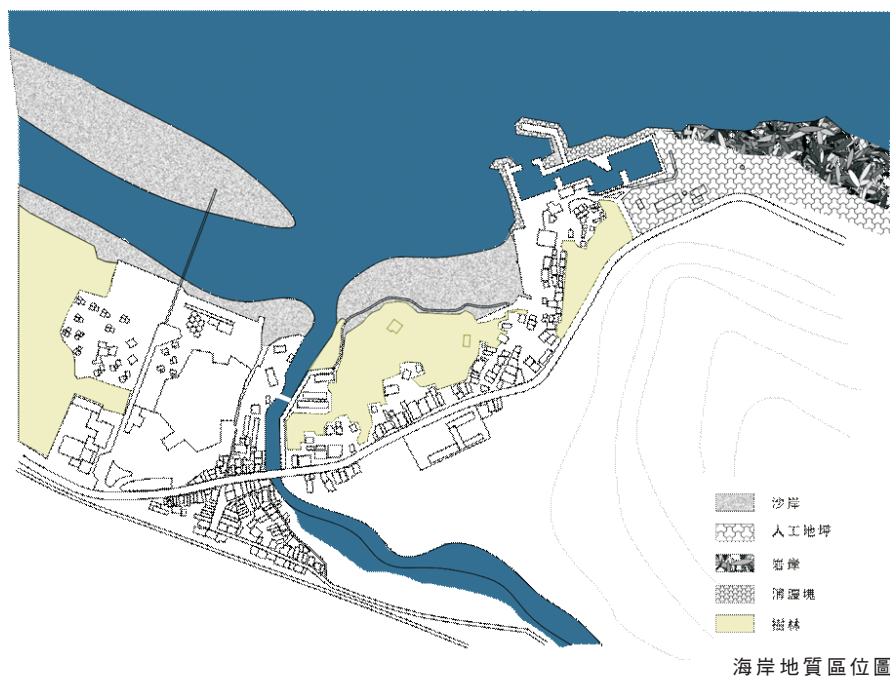 沙岸
人工地坪
岩岸
消波塊
樹林
海岸地質區位圖